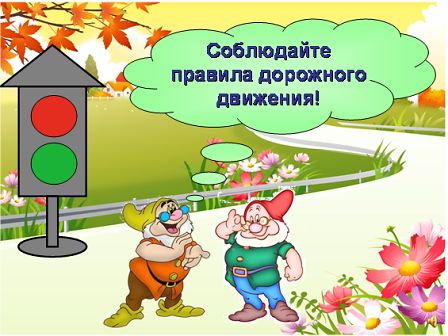 Соблюдайте
правила дорожного
движения!